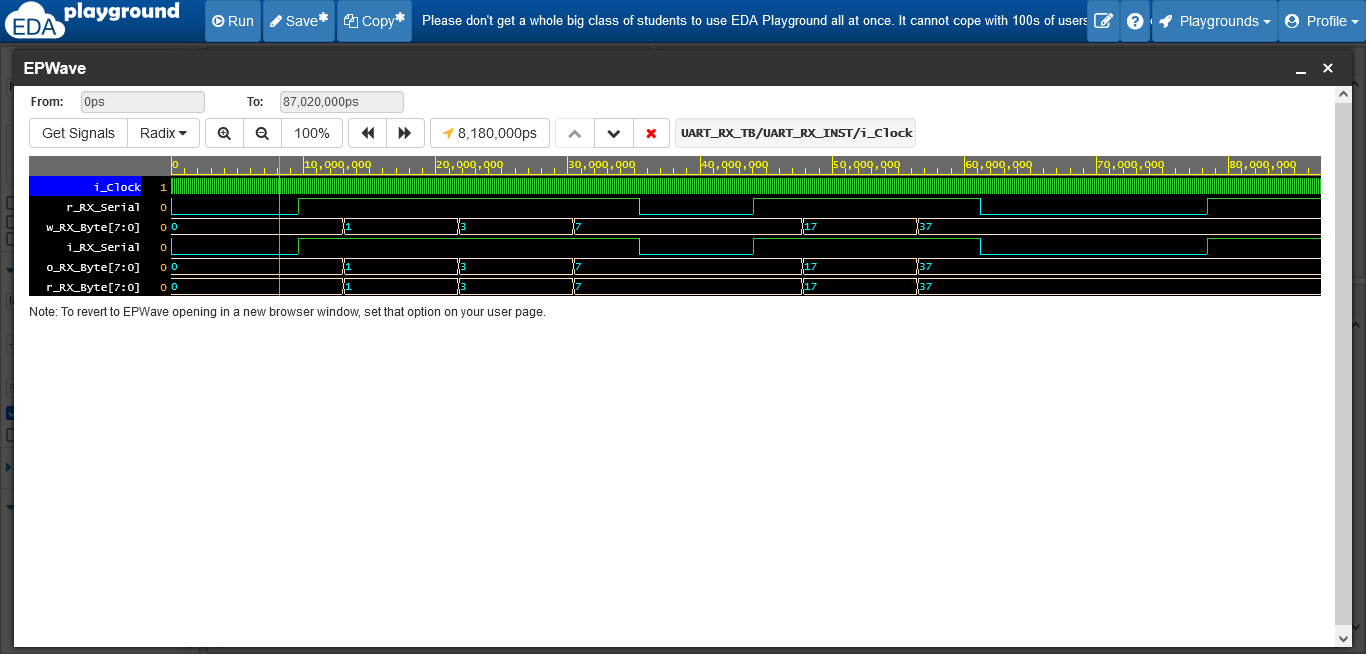 EDA playground Run Save* Copy* Please don't get a whole big class of students to use EDA Playground all at once. It cannot cope with 100s of users Playgrounds Profile
EPWave
From: 0ps To: 87,020,000ps
Get Signals Radix 100% 8,180,000ps UART_RX_TB/UART_RX_INST/i_Clock
0 10,000,000 20,000,000 30,000,000 40,000,000 50,000,000 60,000,000 70,000,000 80,000,000
i_Clock 1
r_RX_Serial 0
w_RX_Byte[7:0] 0 0 1 3 7 17 37
i_RX_Serial 0
o_RX_Byte[7:0] 0 0 1 3 7 17 37
r_RX_Byte[7:0] 0 0 1 3 7 17 37
Note: To revert to EPWave opening in a new browser window, set that option on your user page.